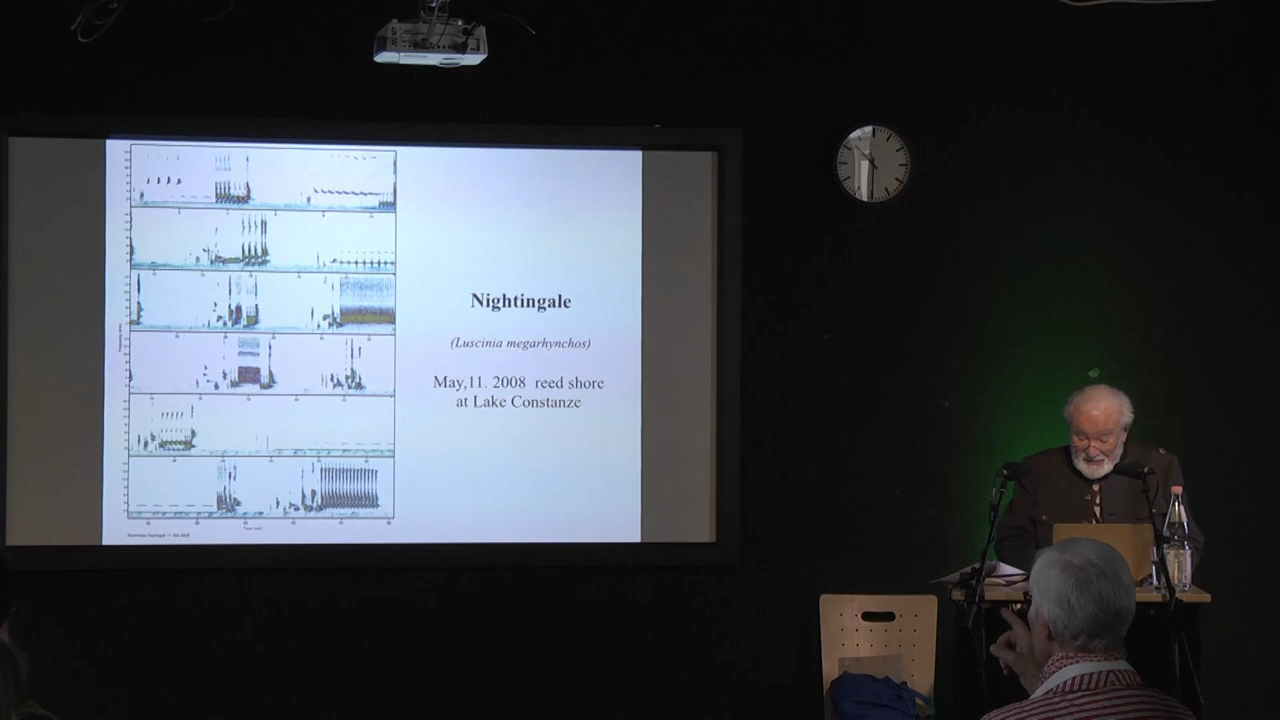 Nightingale
(Luscinia megarhynchos)
May,11. 2008 reed shore
at Lake Constanze